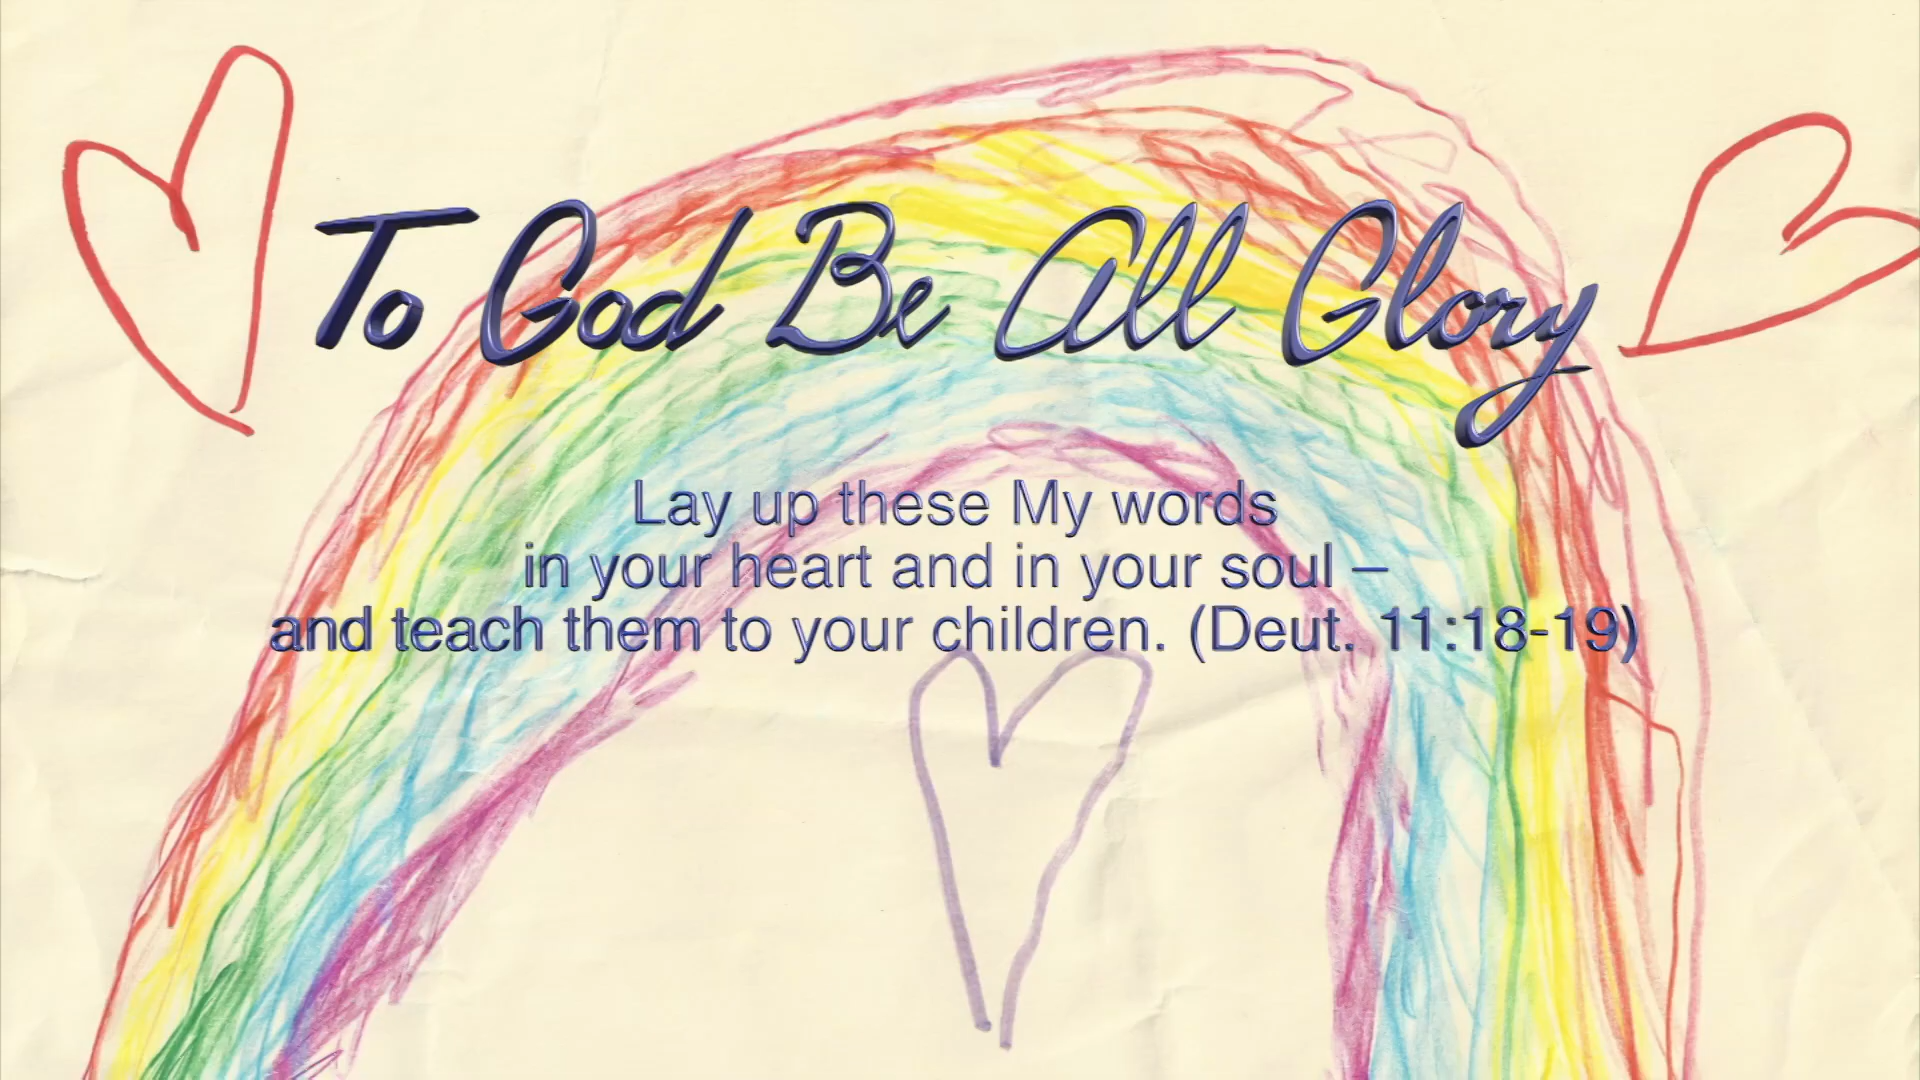 To God Be All Glory
Lay up these My words
in your heart and in your soul –
and teach them to your children. (Deut. 11:18-19)